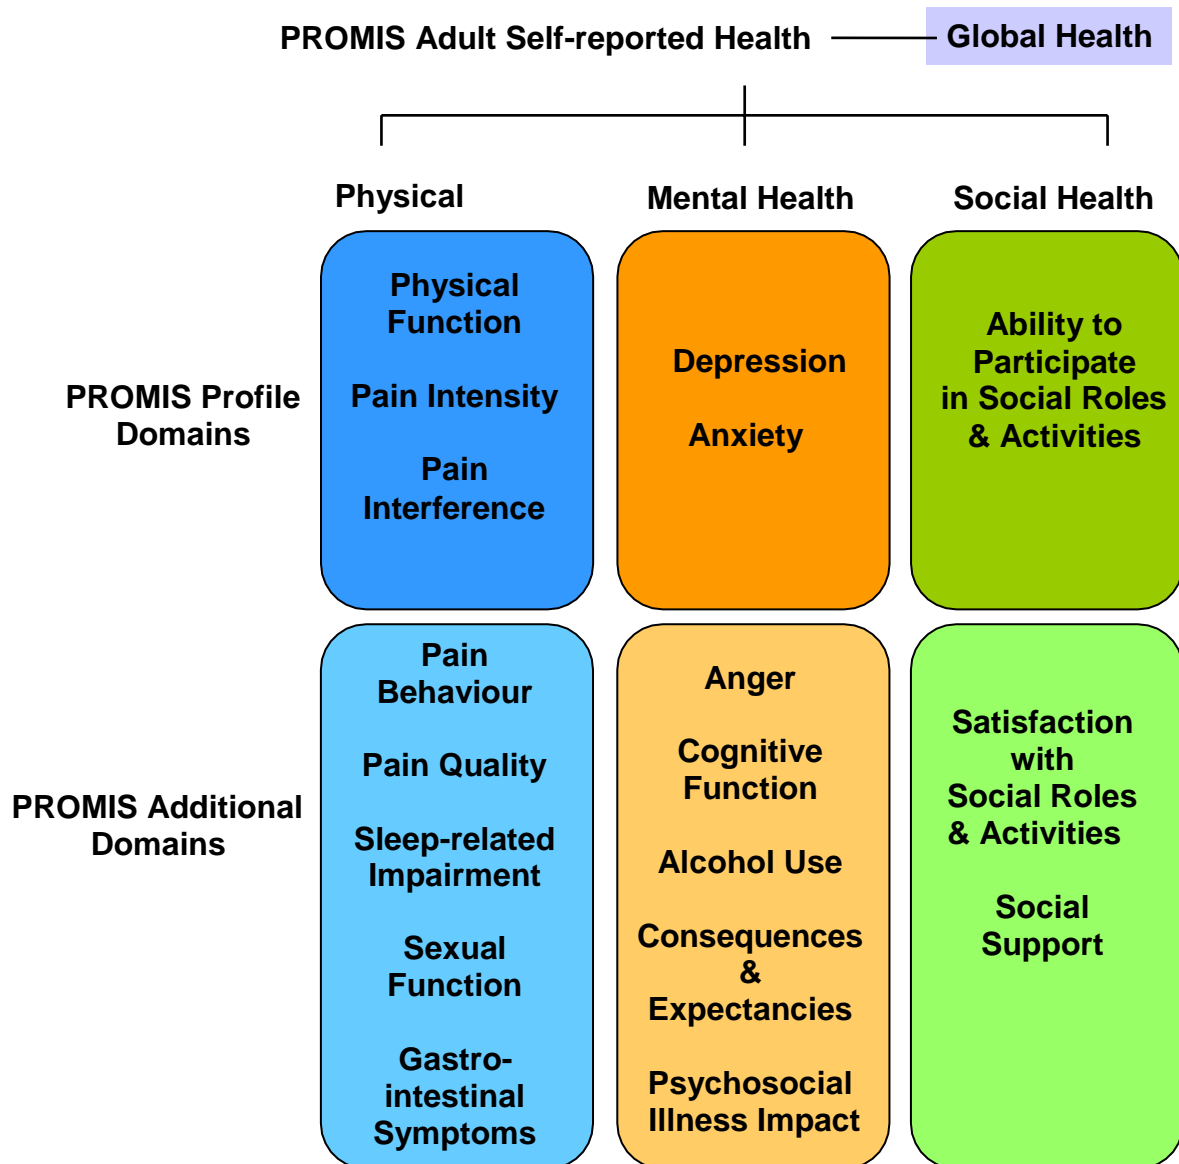 PROMIS Adult Self-reported Health
Global Health
Physical
Mental Health
Social Health
PROMIS Profile
Domains
Physical
Function
Pain Intensity
Pain
Interference
Depression
Anxiety
Ability to
Participate
in Social Roles
& Activities
PROMIS Additional
Domains
Pain
Behaviour
Pain Quality
Sleep-related
Impairment
Sexual
Function
Gastro-
intestinal
Symptoms
Anger
Cognitive
Function
Alcohol Use
Consequences
&
Expectancies
Psychosocial
Illness Impact
Satisfaction
with
Social Roles
& Activities
Social
Support